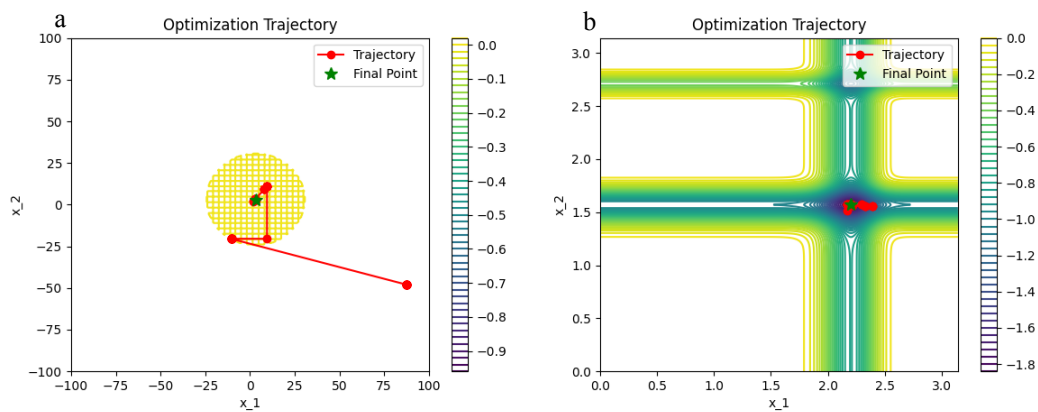 a
Optimization Trajectory
Trajectory
Final Point
100
75
50
25
0
−25
−50
−75
−100
−100 −75 −50 −25 0 25 50 75 100
x_1
x_2
0.0
−0.1
−0.2
−0.3
−0.4
−0.5
−0.6
−0.7
−0.8
−0.9
b
Optimization Trajectory
Trajectory
Final Point
3.0
2.5
2.0
1.5
1.0
0.5
0.0
0.0 0.5 1.0 1.5 2.0 2.5 3.0
x_1
x_2
0.0
−0.2
−0.4
−0.6
−0.8
−1.0
−1.2
−1.4
−1.6
−1.8